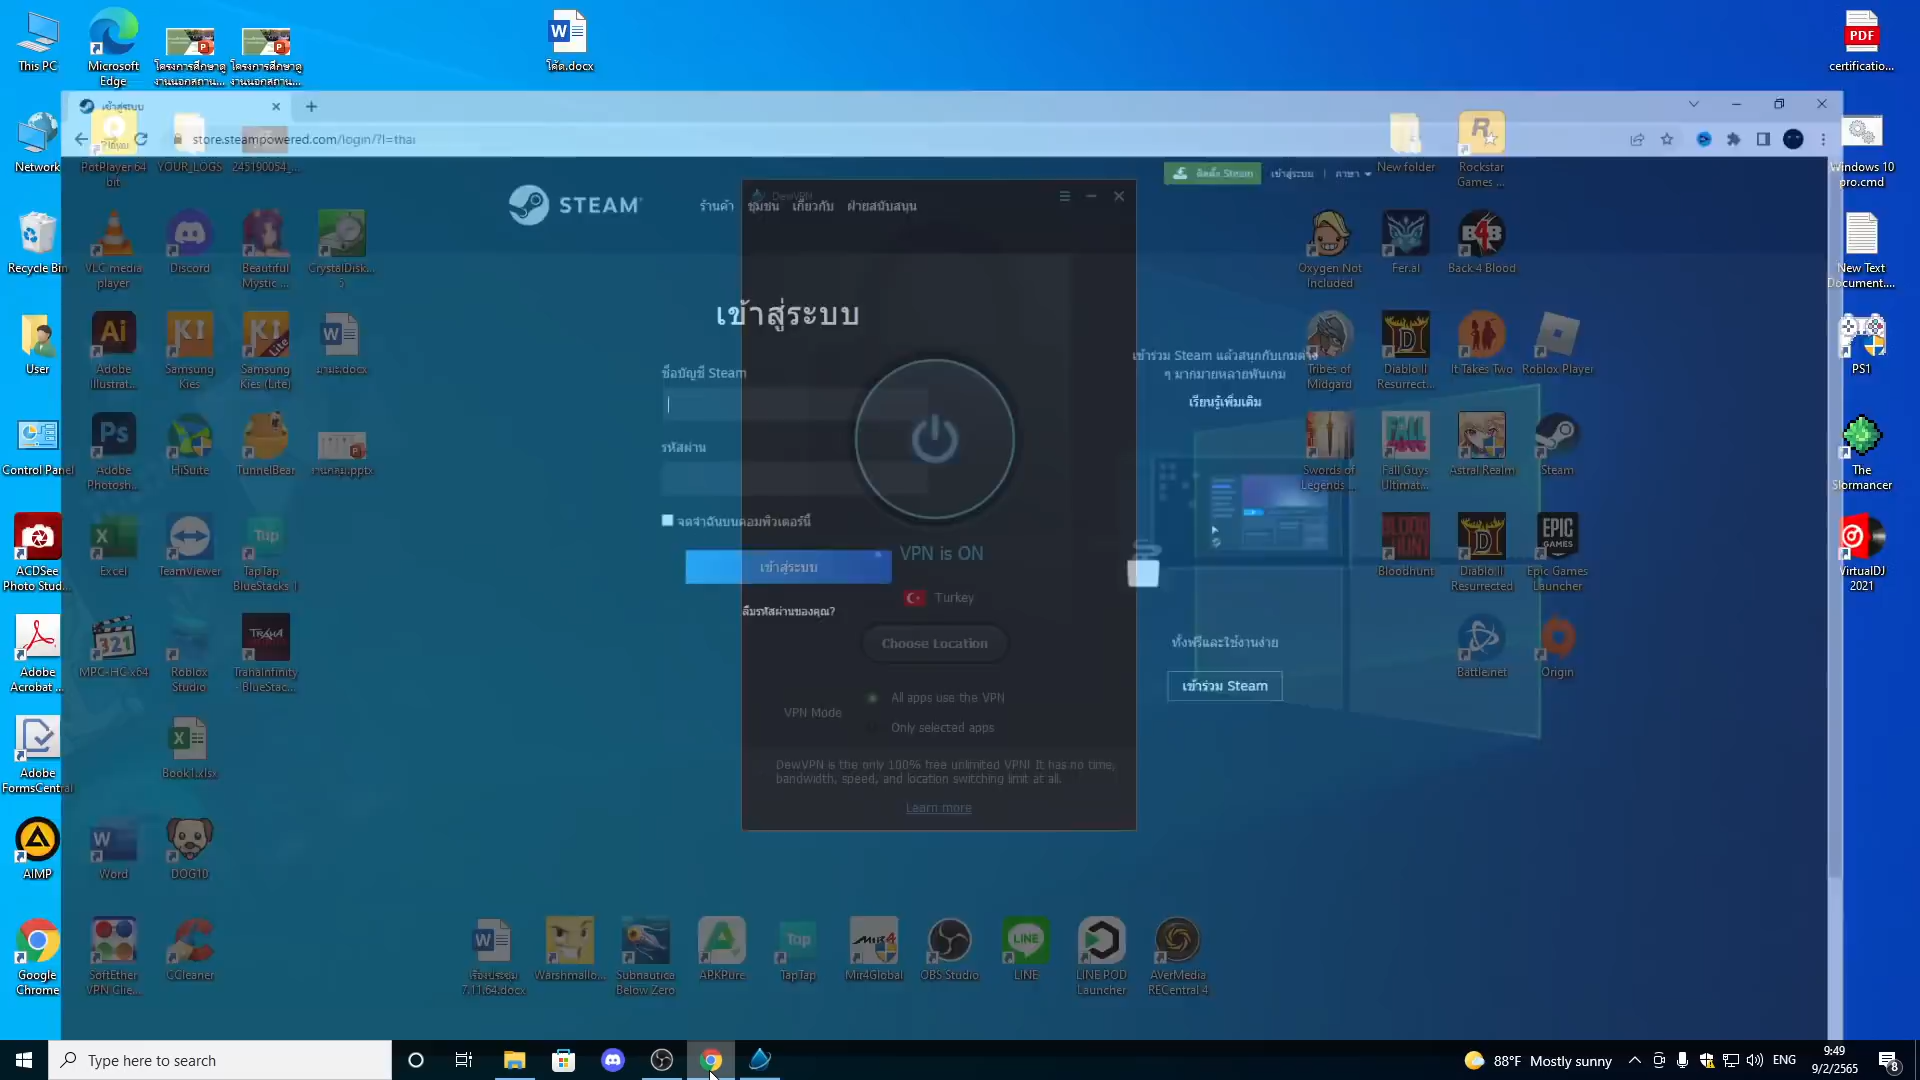 This PC
Microsoft
Edge
โครงการศึกษาดู
งานนอกสถาน...
โครงการศึกษาดู
งานนอกสถาน...
โค้ด.docx
certificatio...
เข้าสู่ระบบ
store.steampowered.com/login/?l=thai
Network
PotPlayer 64
bit
YOUR_LOGS
245190054_...
New folder
Rockstar
Games ...
Windows 10
pro.cmd
STEAM
ร้านค้า
ชุมชน
เกี่ยวกับ
ฝ่ายสนับสนุน
ติดตั้ง Steam
เข้าสู่ระบบ
ภาษา
DewVPN
Recycle Bin
VLC media
player
Discord
Beautiful
Mystic ...
CrystalDisk...
Oxygen Not
Included
Fer.al
Back 4 Blood
New Text
Document....
เข้าสู่ระบบ
ชื่อบัญชี Steam
รหัสผ่าน
จดจำฉันบนคอมพิวเตอร์นี้
เข้าสู่ระบบ
ลืมรหัสผ่านของคุณ?
เข้าร่วม Steam แล้วสนุกกับเกมต่าง
ๆ มากมายหลายพันเกม
เรียนรู้เพิ่มเติม
ทั้งฟรีและใช้งานง่าย
เข้าร่วม Steam
VPN is ON
Turkey
Choose Location
VPN Mode
All apps use the VPN
Only selected apps
DewVPN is the only 100% free unlimited VPN! It has no time,
bandwidth, speed, and location switching limit at all.
Learn more
User
Adobe
Illustrat...
Samsung
Kies
Samsung
Kies (Lite)
Tribes of
Midgard
Diablo II
Resurrect...
It Takes Two
Roblox Player
PS1
Control Panel
Adobe
Photosh...
HiSuite
TunnelBear
Swords of
Legends ...
Fall Guys
Ultimat...
Astral Realm
Steam
The
Slormancer
ACDSee
Photo Stud...
Excel
TeamViewer
TapTap
BlueStacks 1
Bloodhunt
Diablo II
Resurrected
Epic Games
Launcher
VirtualDJ
2021
Adobe
Acrobat ...
MPC-HC x64
Roblox
Studio
Trahainfinity
- BlueStac...
Battle.net
Origin
Adobe
FormsCentral
Book1.xlsx
AIMP
Word
DOG10
Google
Chrome
SoftEther
VPN Clie...
CCleaner
7.11.64.docx
Warshmallo...
Subnautica
Below Zero
APKPure
TapTap
Mir4Global
OBS Studio
LINE
LINE POD
Launcher
AVerMedia
RECentral 4
Type here to search
88°F Mostly sunny
ENG
9:49
9/2/2565
8